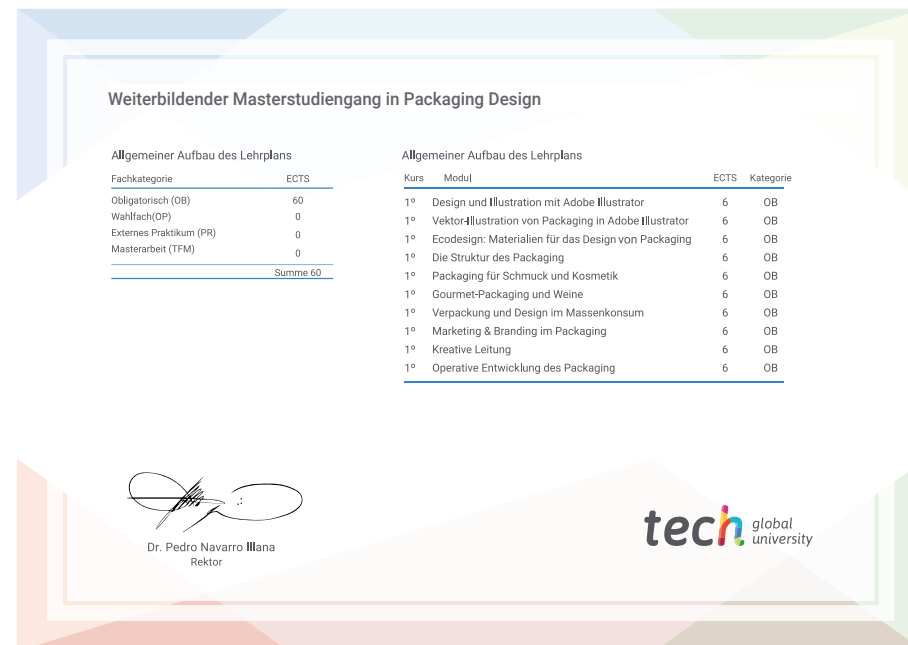 Weiterbildender Masterstudiengang in Packaging Design
Allgemeiner Aufbau des Lehrplans
Fachkategorie ECTS
Obligatorisch (OB) 60
Wahlfach(OP) 0
Externes Praktikum (PR) 0
Masterarbeit (TFM) 0
Summe 60
Allgemeiner Aufbau des Lehrplans
Kurs Modul ECTS Kategorie
1º Design und Illustration mit Adobe Illustrator 6 OB
1º Vektor-Illustration von Packaging in Adobe Illustrator 6 OB
1º Ecodesign: Materialien für das Design von Packaging 6 OB
1º Die Struktur des Packaging 6 OB
1º Packaging für Schmuck und Kosmetik 6 OB
1º Gourmet-Packaging und Weine 6 OB
1º Verpackung und Design im Massenkonsum 6 OB
1º Marketing & Branding im Packaging 6 OB
1º Kreative Leitung 6 OB
1º Operative Entwicklung des Packaging 6 OB
Dr. Pedro Navarro Illana
Rektor
tech global
university